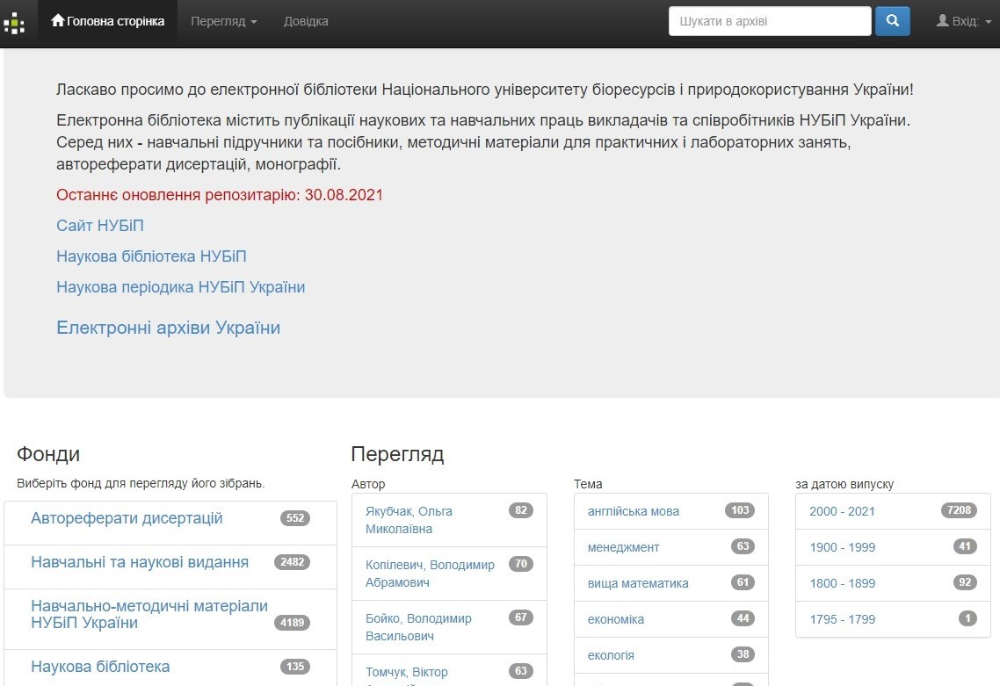 Головна сторінка
Перегляд
Довідка
Шукати в архіві
Вхід:
Ласкаво просимо до електронної бібліотеки Національного університету біоресурсів і природокористування України!
Електронна бібліотека містить публікації наукових та навчальних праць викладачів та співробітників НУБіП України.
Серед них - навчальні підручники та посібники, методичні матеріали для практичних і лабораторних занять,
автореферати дисертацій, монографії.
Останнє оновлення репозитарію: 30.08.2021
Сайт НУБіП
Наукова бібліотека НУБіП
Наукова періодика НУБіП України
Електронні архіви України
Фонди
Виберіть фонд для перегляду його зібрань.
Автореферати дисертацій 552
Навчальні та наукові видання 2482
Навчально-методичні матеріали
НУБіП України 4189
Наукова бібліотека 135
Перегляд
Автор
Якубчак, Ольга 82
Миколаївна
Копілевич, Володимир 70
Абрамович
Бойко, Володимир 67
Васильович
Томчук, Віктор 63
Тема
англійська мова 103
менеджмент 63
вища математика 61
економіка 44
екологія 38
за датою випуску
2000 - 2021 7208
1900 - 1999 41
1800 - 1899 92
1795 - 1799 1